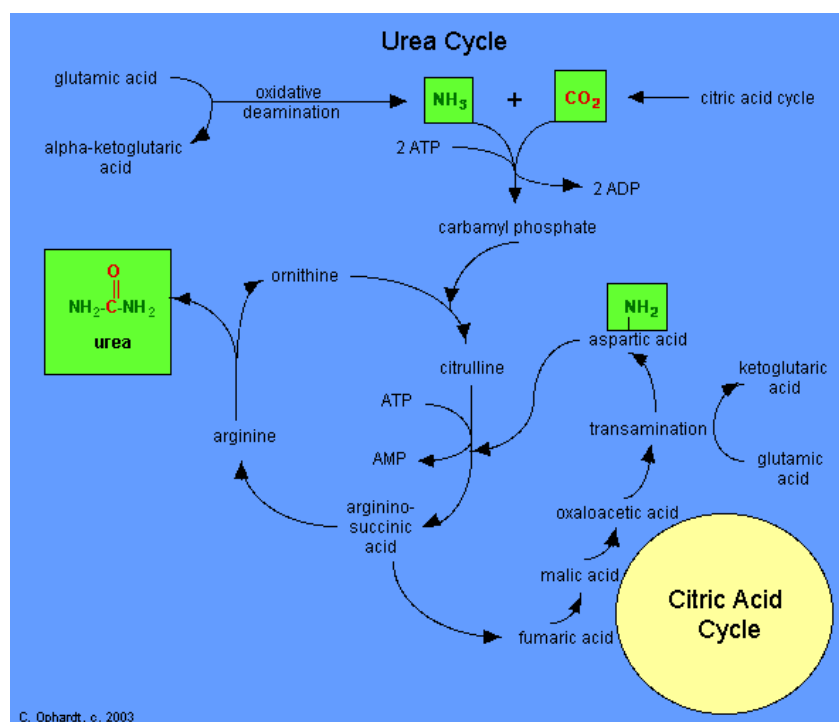 Urea Cycle
glutamic acid
oxidative
deamination
NH3
+
CO2
citric acid cycle
alpha-ketoglutaric
acid
2 ATP
2 ADP
carbamyl phosphate
O
NH2-C-NH2
urea
ornithine
NH2
aspartic acid
citrulline
ketoglutaric
acid
ATP
arginine
transamination
AMP
glutamic
acid
arginino-
succinic
acid
oxaloacetic acid
malic acid
Citric Acid
Cycle
fumaric acid
C. Ophardt, c. 2003